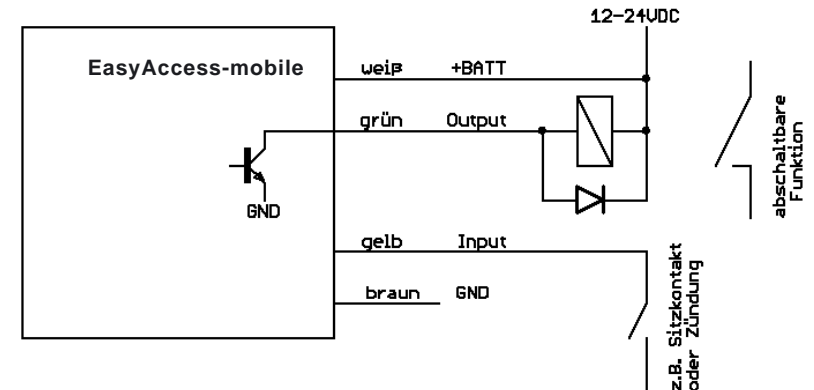 12-24VDC
EasyAccess-mobile
weiß +BATT
grün Output
GND
gelb Input
braun GND
abschaltbare
Funktion
z.B. Sitzkontakt
oder Zündung